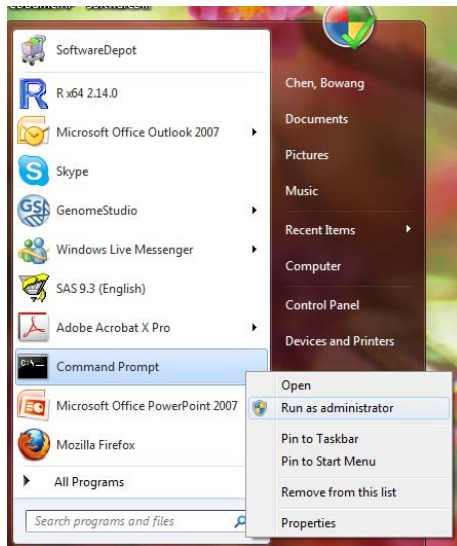 SoftwareDepot
R x64 2.14.0
Microsoft Office Outlook 2007
Skype
GenomeStudio
Windows Live Messenger
SAS 9.3 (English)
Adobe Acrobat X Pro
Command Prompt
Microsoft Office PowerPoint 2007
Mozilla Firefox
All Programs
Search programs and files
Chen, Bowang
Documents
Pictures
Music
Recent Items
Computer
Control Panel
Devices and Printers
Open
Run as administrator
Pin to Taskbar
Pin to Start Menu
Remove from this list
Properties